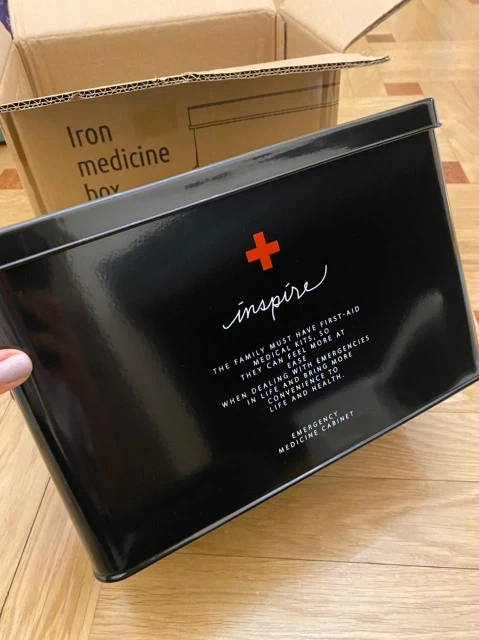 Iron
medicine
box
inspire
THE FAMILY MUST HAVE FIRST-AID
MEDICAL KITS, SO
THEY CAN FEEL MORE AT
EASE
WHEN DEALING WITH EMERGENCIES
IN LIFE AND BRING MORE
CONVENIENCE TO
LIFE AND HEALTH.
EMERGENCY
MEDICINE CABINET